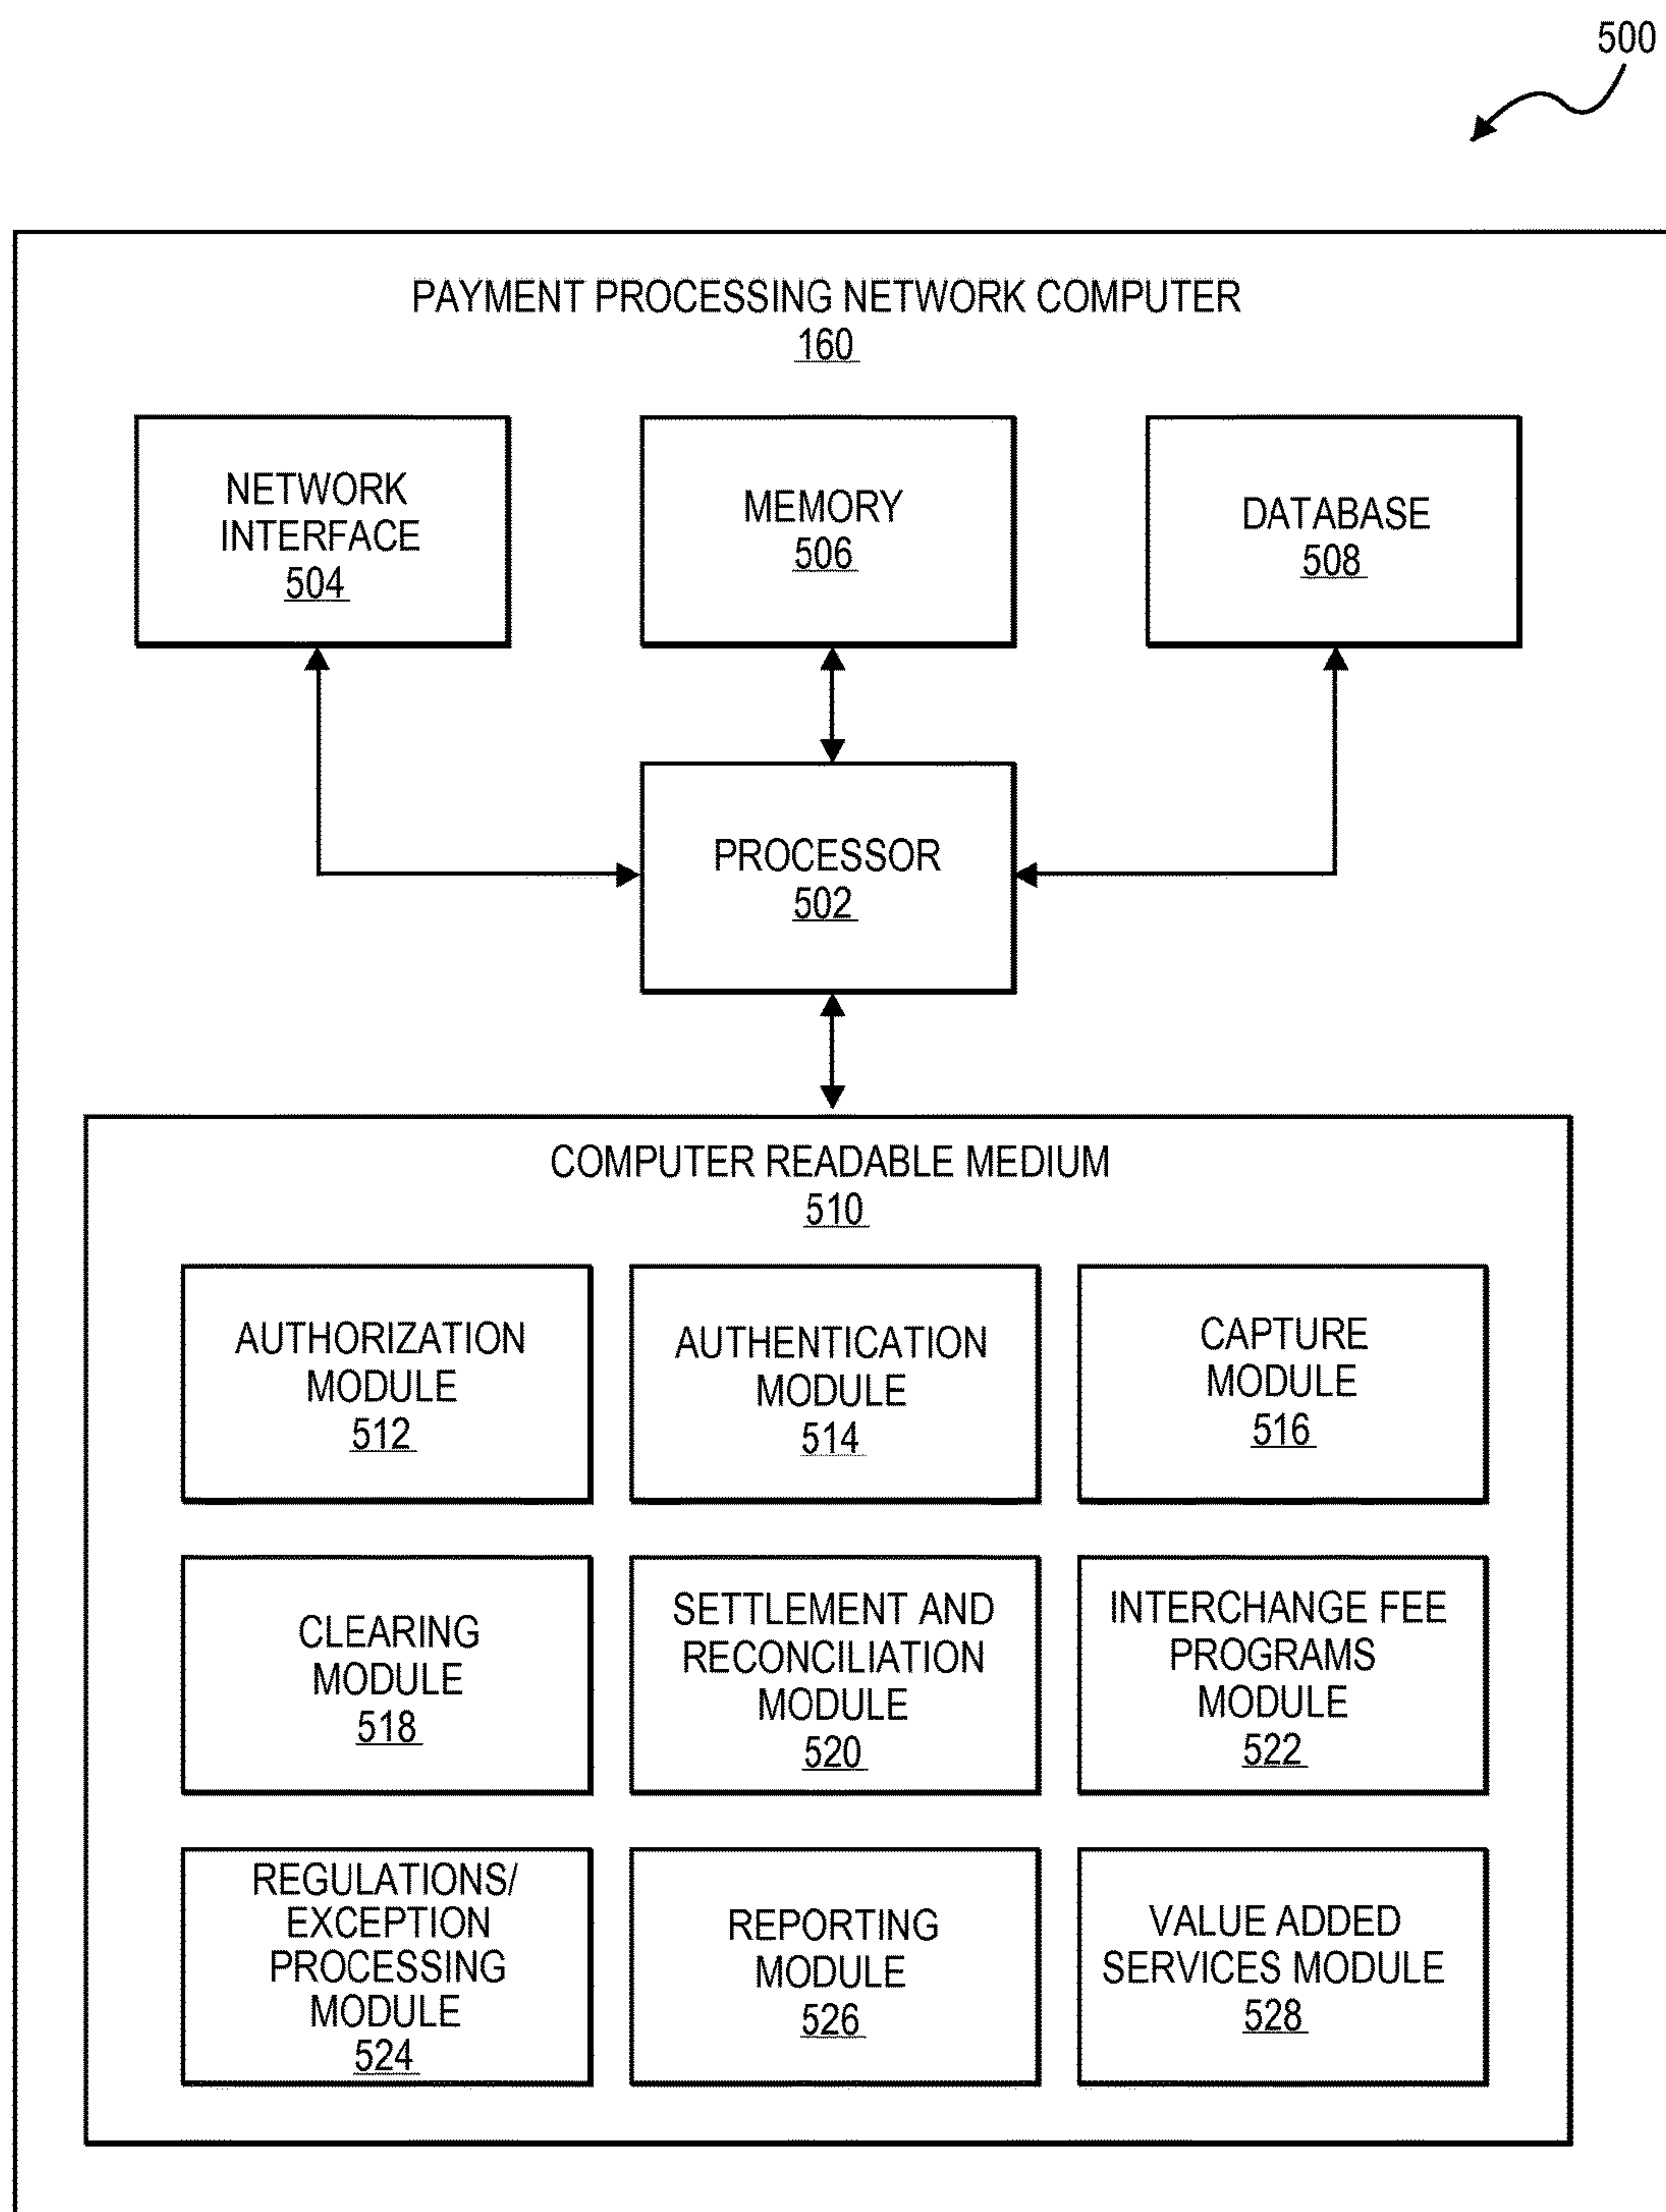 500
PAYMENT PROCESSING NETWORK COMPUTER
160
NETWORK
INTERFACE
504
MEMORY
506
DATABASE
508
PROCESSOR
502
COMPUTER READABLE MEDIUM
510
AUTHORIZATION
MODULE
512
AUTHENTICATION
MODULE
514
CAPTURE
MODULE
516
CLEARING
MODULE
518
SETTLEMENT AND
RECONCILIATION
MODULE
520
INTERCHANGE FEE
PROGRAMS
MODULE
522
REGULATIONS/
EXCEPTION
PROCESSING
MODULE
524
REPORTING
MODULE
526
VALUE ADDED
SERVICES MODULE
528